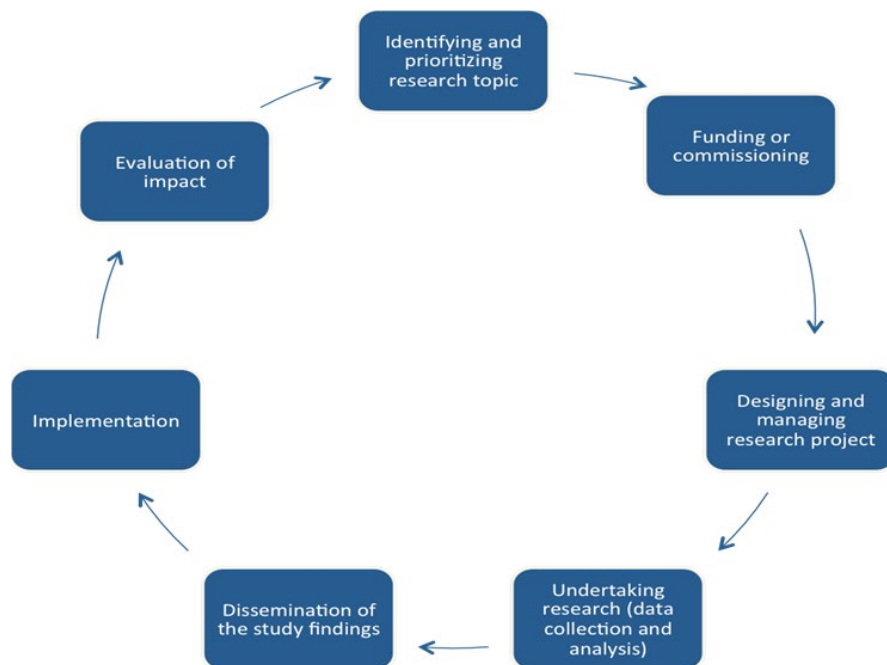 Identifying and
prioritizing
research topic
Funding or
commissioning
Designing and
managing
research project
Undertaking
research (data
collection and
analysis)
Dissemination of
the study findings
Implementation
Evaluation of
impact